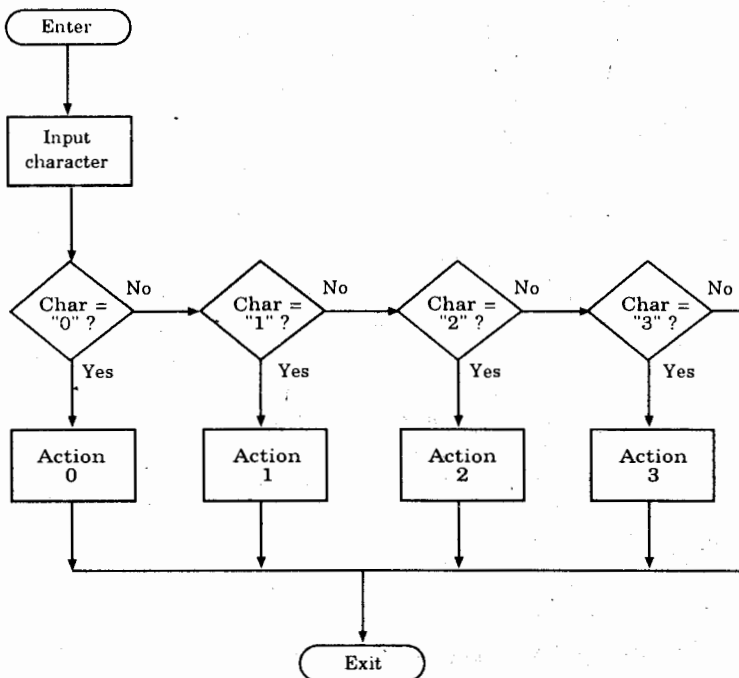 Enter
Input
character
Char =
"0" ?
No
Char =
"1" ?
No
Char =
"2" ?
No
Char =
"3" ?
No
Yes
Yes
Yes
Yes
Action
0
Action
1
Action
2
Action
3
Exit